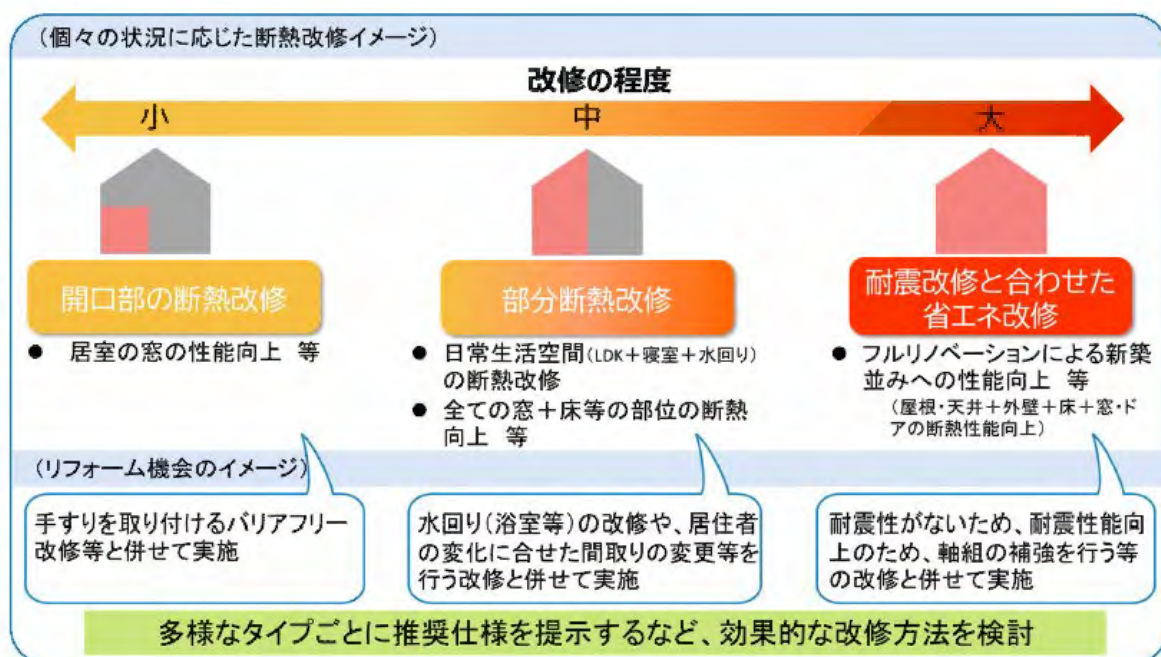 (個々の状況に応じた断熱改修イメージ)
改修の程度
小
中
大
開口部の断熱改修
● 居室の窓の性能向上 等
部分断熱改修
● 日常生活空間(LDK+寝室+水回り)
の断熱改修
● 全ての窓+床等の部位の断熱
向上 等
耐震改修と合わせた
省エネ改修
● フルリノベーションによる新築
並みへの性能向上 等
(屋根・天井+外壁+床+窓・ド
アの断熱性能向上)
(リフォーム機会のイメージ)
手すりを取り付けるバリアフリー
改修等と併せて実施
水回り(浴室等)の改修や、居住者
の変化に合せた間取りの変更等を
行う改修と併せて実施
耐震性がないため、耐震性能向
上のため、軸組の補強を行う等
の改修と併せて実施
多様なタイプごとに推奨仕様を提示するなど、効果的な改修方法を検討